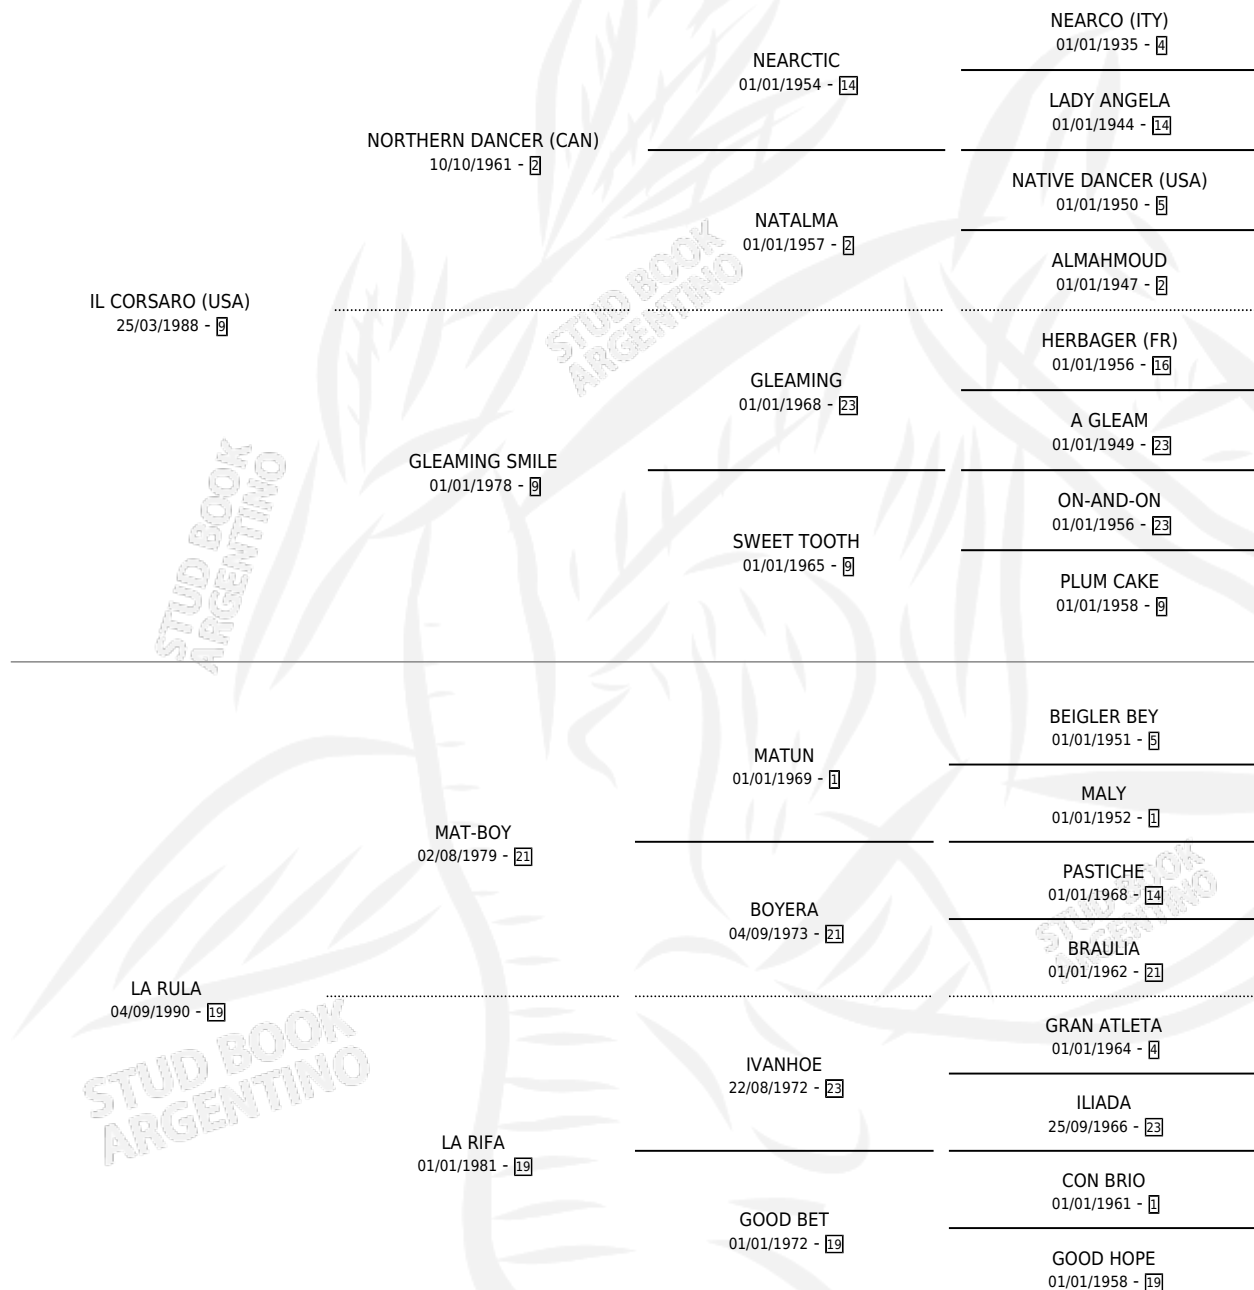 NEARCO (ITY)
01/01/1935 - 4
NEARCTIC
01/01/1954 - 14
LADY ANGELA
01/01/1944 - 14
NORTHERN DANCER (CAN)
10/10/1961 - 2
NATIVE DANCER (USA)
01/01/1950 - 5
NATALMA
01/01/1957 - 2
ALMAHMOUD
01/01/1947 - 2
IL CORSARO (USA)
25/03/1988 - 9
HERBAGER (FR)
01/01/1956 - 16
GLEAMING
01/01/1968 - 23
A GLEAM
01/01/1949 - 23
GLEAMING SMILE
01/01/1978 - 9
ON-AND-ON
01/01/1956 - 23
SWEET TOOTH
01/01/1965 - 9
PLUM CAKE
01/01/1958 - 9
BEIGLER BEY
01/01/1951 - 5
MATUN
01/01/1969 - 1
MALY
01/01/1952 - 1
MAT-BOY
02/08/1979 - 21
PASTICHE
01/01/1968 - 14
BOYERA
04/09/1973 - 21
BRAULIA
01/01/1962 - 21
LA RULA
04/09/1990 - 19
GRAN ATLETA
01/01/1964 - 4
IVANHOE
22/08/1972 - 23
ILIADA
25/09/1966 - 23
LA RIFA
01/01/1981 - 19
CON BRIO
01/01/1961 - 1
GOOD BET
01/01/1972 - 19
GOOD HOPE
01/01/1958 - 19
STUD BOOK
ARGENTINO
STUD BOOK
ARGENTINO
STUD BOOK
ARGENTINO
STUD BOOK
ARGENTINO